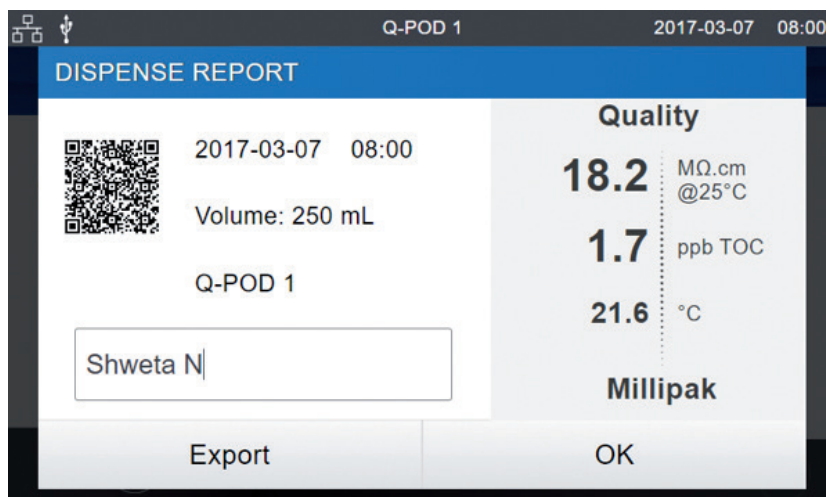 Q-POD 1 2017-03-07 08:00
DISPENSE REPORT
2017-03-07 08:00
Volume: 250 mL
Q-POD 1
Shweta N
Quality
18.2 MΩ.cm
@25°C
1.7 ppb TOC
21.6 °C
Millipak
Export OK